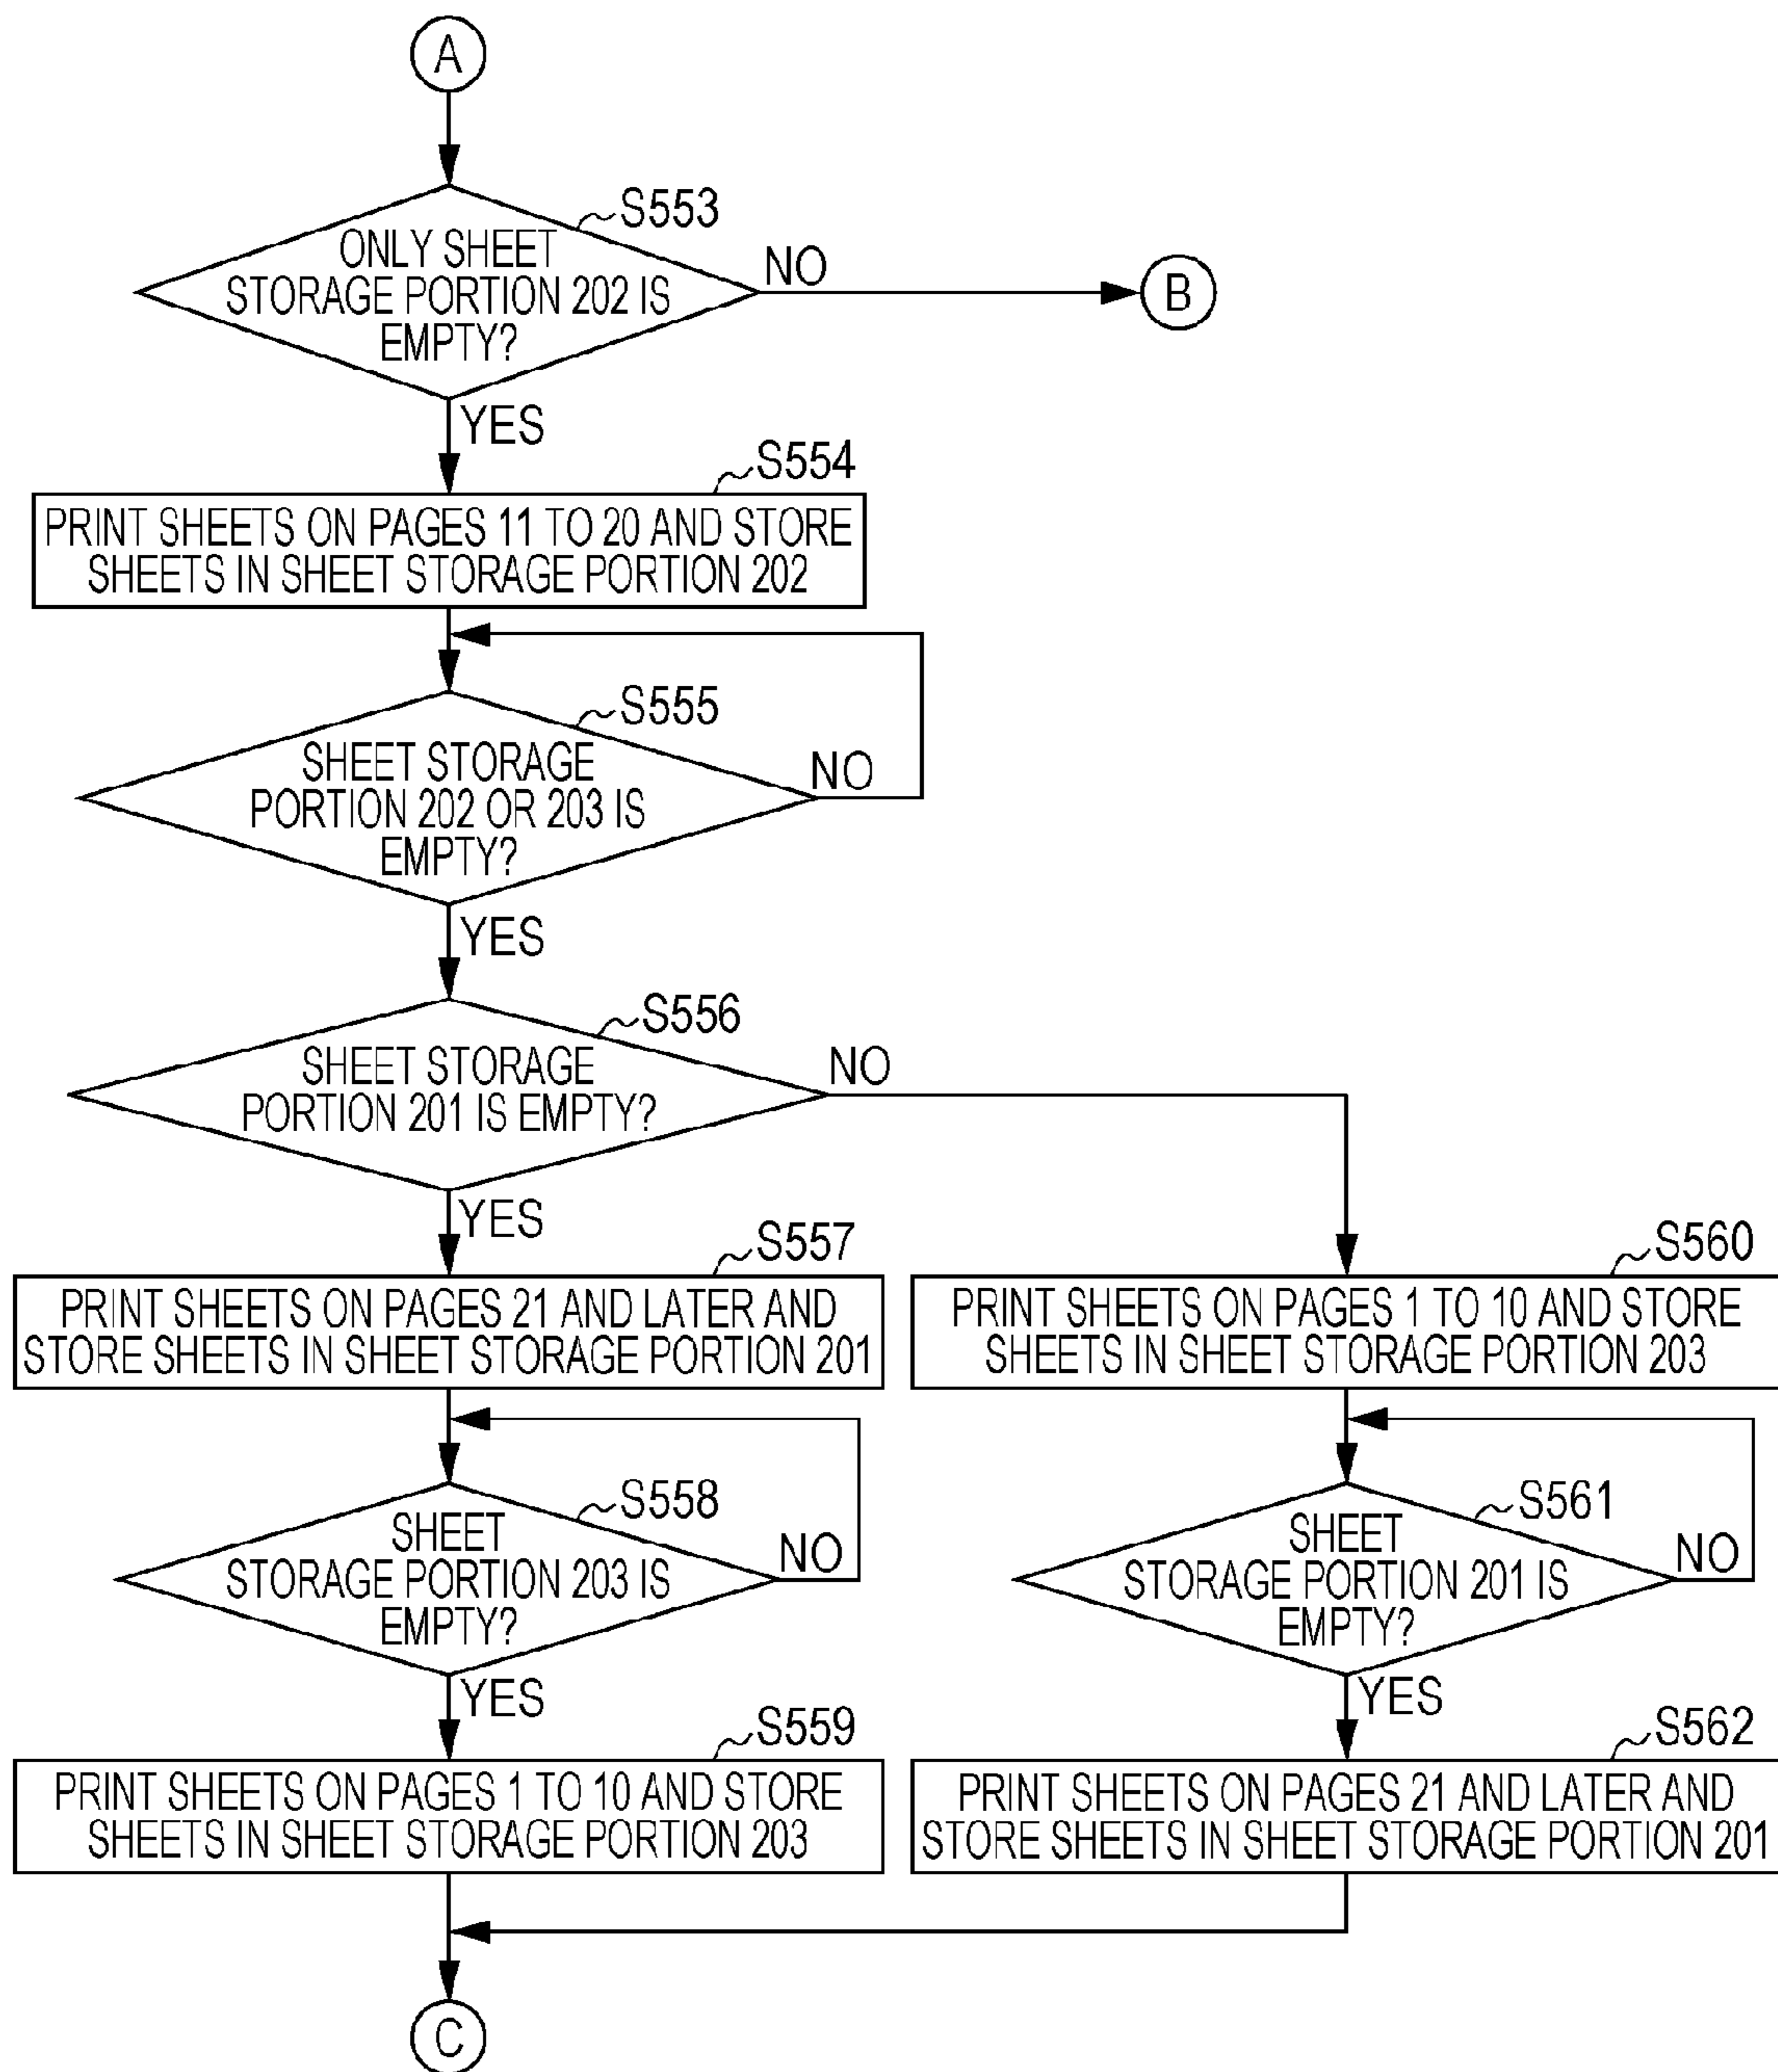 A
S553
ONLY SHEET
STORAGE PORTION 202 IS
EMPTY?
NO
B
YES
S554
PRINT SHEETS ON PAGES 11 TO 20 AND STORE
SHEETS IN SHEET STORAGE PORTION 202
S555
SHEET STORAGE
PORTION 202 OR 203 IS
EMPTY?
NO
YES
S556
SHEET STORAGE
PORTION 201 IS EMPTY?
NO
YES
S557
PRINT SHEETS ON PAGES 21 AND LATER AND
STORE SHEETS IN SHEET STORAGE PORTION 201
S560
PRINT SHEETS ON PAGES 1 TO 10 AND STORE
SHEETS IN SHEET STORAGE PORTION 203
S558
SHEET
STORAGE PORTION 203 IS
EMPTY?
NO
YES
S561
SHEET
STORAGE PORTION 201 IS
EMPTY?
NO
YES
S559
PRINT SHEETS ON PAGES 1 TO 10 AND STORE
SHEETS IN SHEET STORAGE PORTION 203
S562
PRINT SHEETS ON PAGES 21 AND LATER AND
STORE SHEETS IN SHEET STORAGE PORTION 201
C